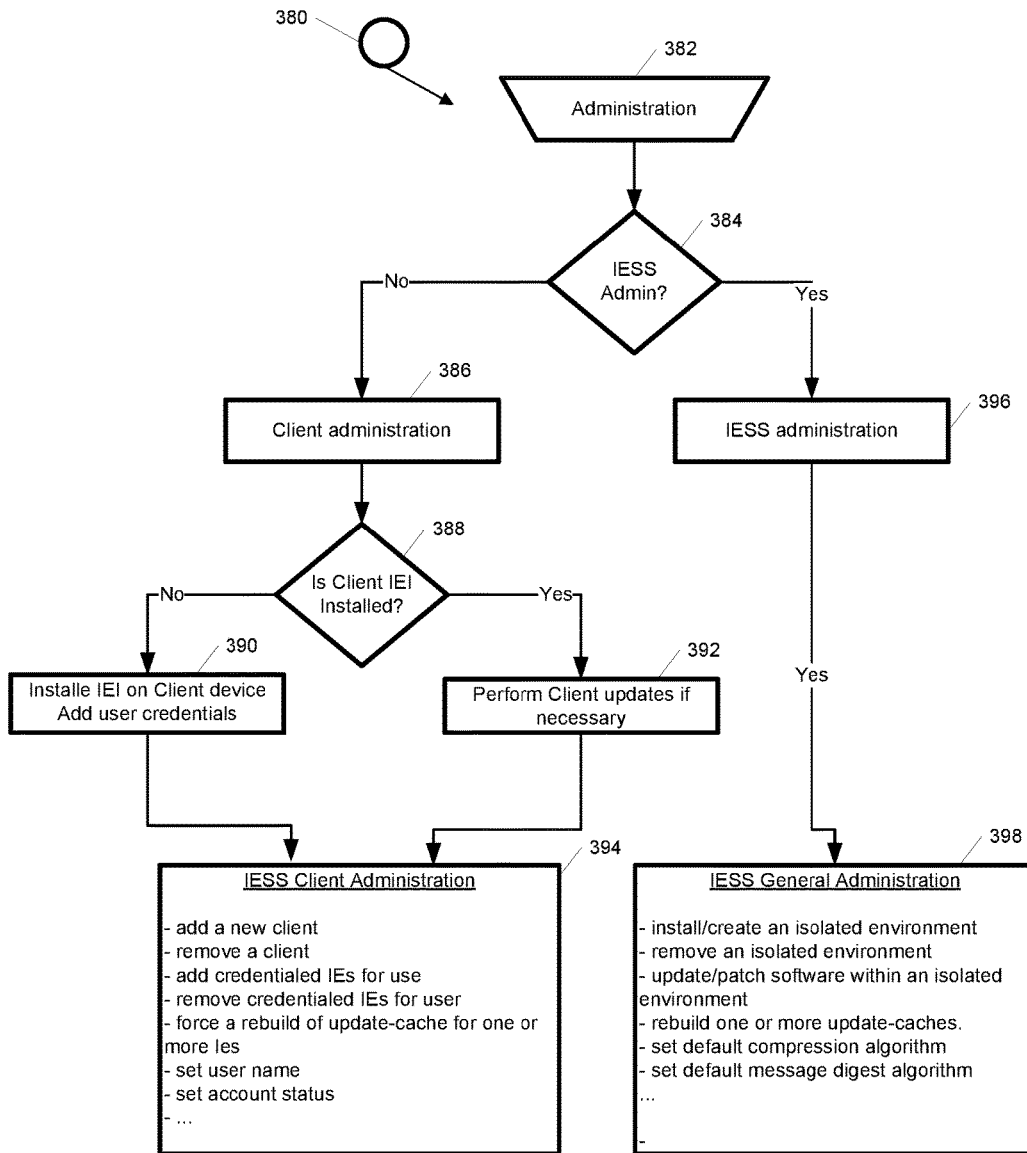 380
382
Administration
384
IESS
Admin?
No
Yes
386
Client administration
396
IESS administration
388
Is Client IEI
Installed?
No
Yes
390
Installe IEI on Client device
Add user credentials
392
Perform Client updates if
necessary
Yes
394
IESS Client Administration
- add a new client
- remove a client
- add credentialed IEs for use
- remove credentialed IEs for user
- force a rebuild of update-cache for one or
more Ies
- set user name
- set account status
- ...
398
IESS General Administration
- install/create an isolated environment
- remove an isolated environment
- update/patch software within an isolated
environment
- rebuild one or more update-caches.
- set default compression algorithm
- set default message digest algorithm
...
-